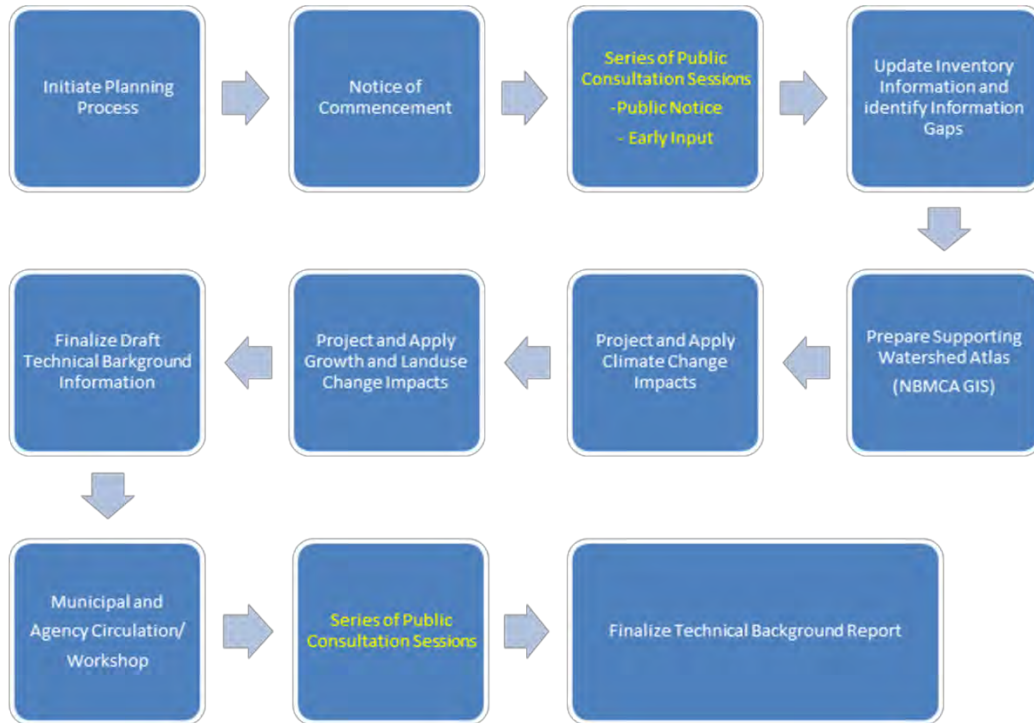 Initiate Planning
Process
Notice of
Commencement
Series of Public
Consultation Sessions
-Public Notice
- Early Input
Update Inventory
Information and
identify Information
Gaps
Prepare Supporting
Watershed Atlas
(NBMCA GIS)
Project and Apply
Climate Change
Impacts
Project and Apply
Growth and Landuse
Change Impacts
Finalize Draft
Technical Barkground
Information
Municipal and
Agency Circulation/
Workshop
Series of Public
Consultation Sessions
Finalize Technical Background Report